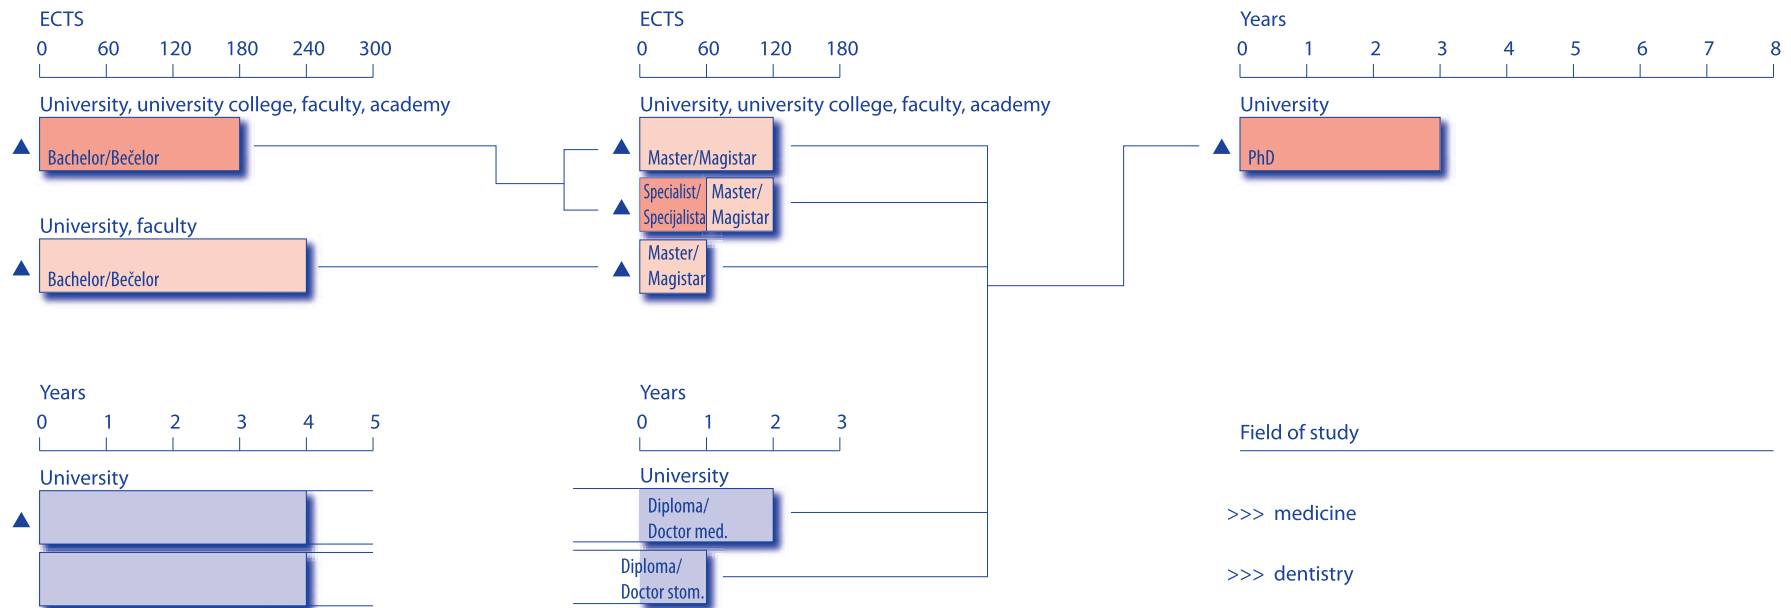 ECTS
0 60 120 180 240 300
University, university college, faculty, academy
Bachelor/Bečelor
University, faculty
Bachelor/Bečelor
ECTS
0 60 120 180
University, university college, faculty, academy
Master/Magistar
Specialist/
Specijalista
Master/
Magistar
Master/
Magistar
Years
0 1 2 3 4 5 6 7 8
University
PhD
Years
0 1 2 3 4 5
University
Years
0 1 2 3
University
Diploma/
Doctor med.
Diploma/
Doctor stom.
Field of study
>>> medicine
>>> dentistry